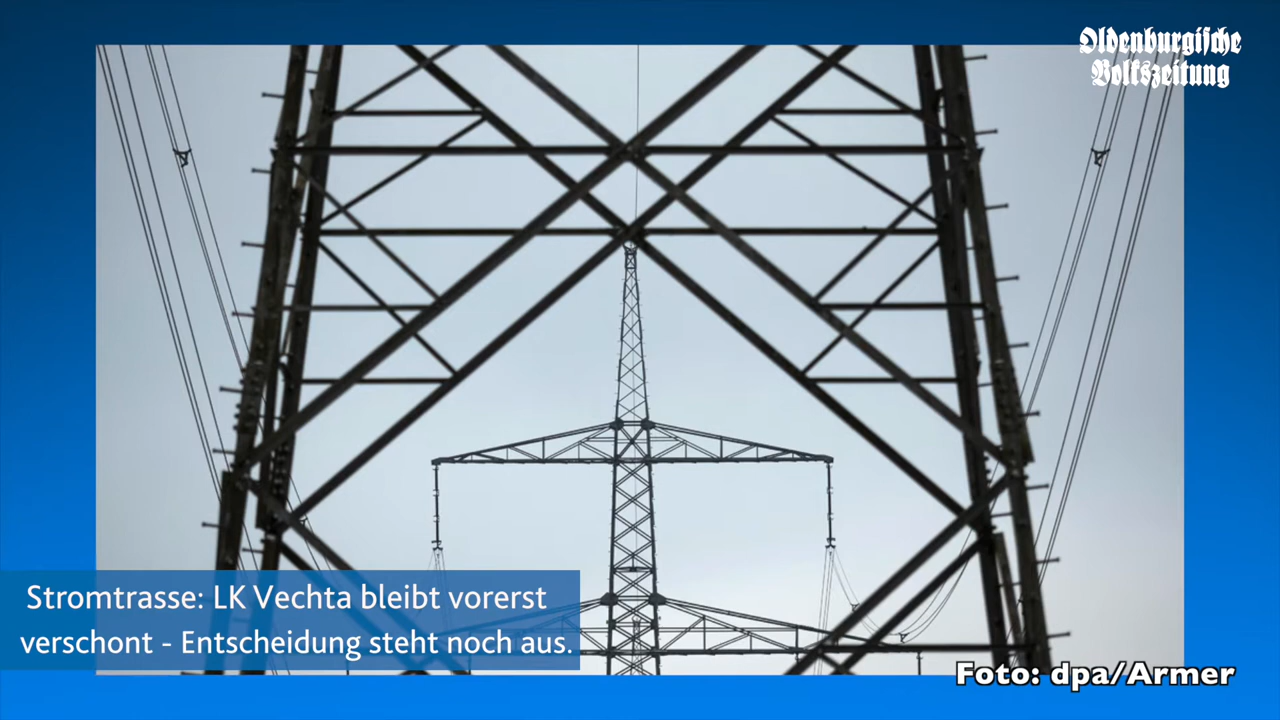 Oldenburgische
Volkszeitung
Stromtrasse: LK Vechta bleibt vorerst
verschont - Entscheidung steht noch aus.
Foto: dpa/Armer